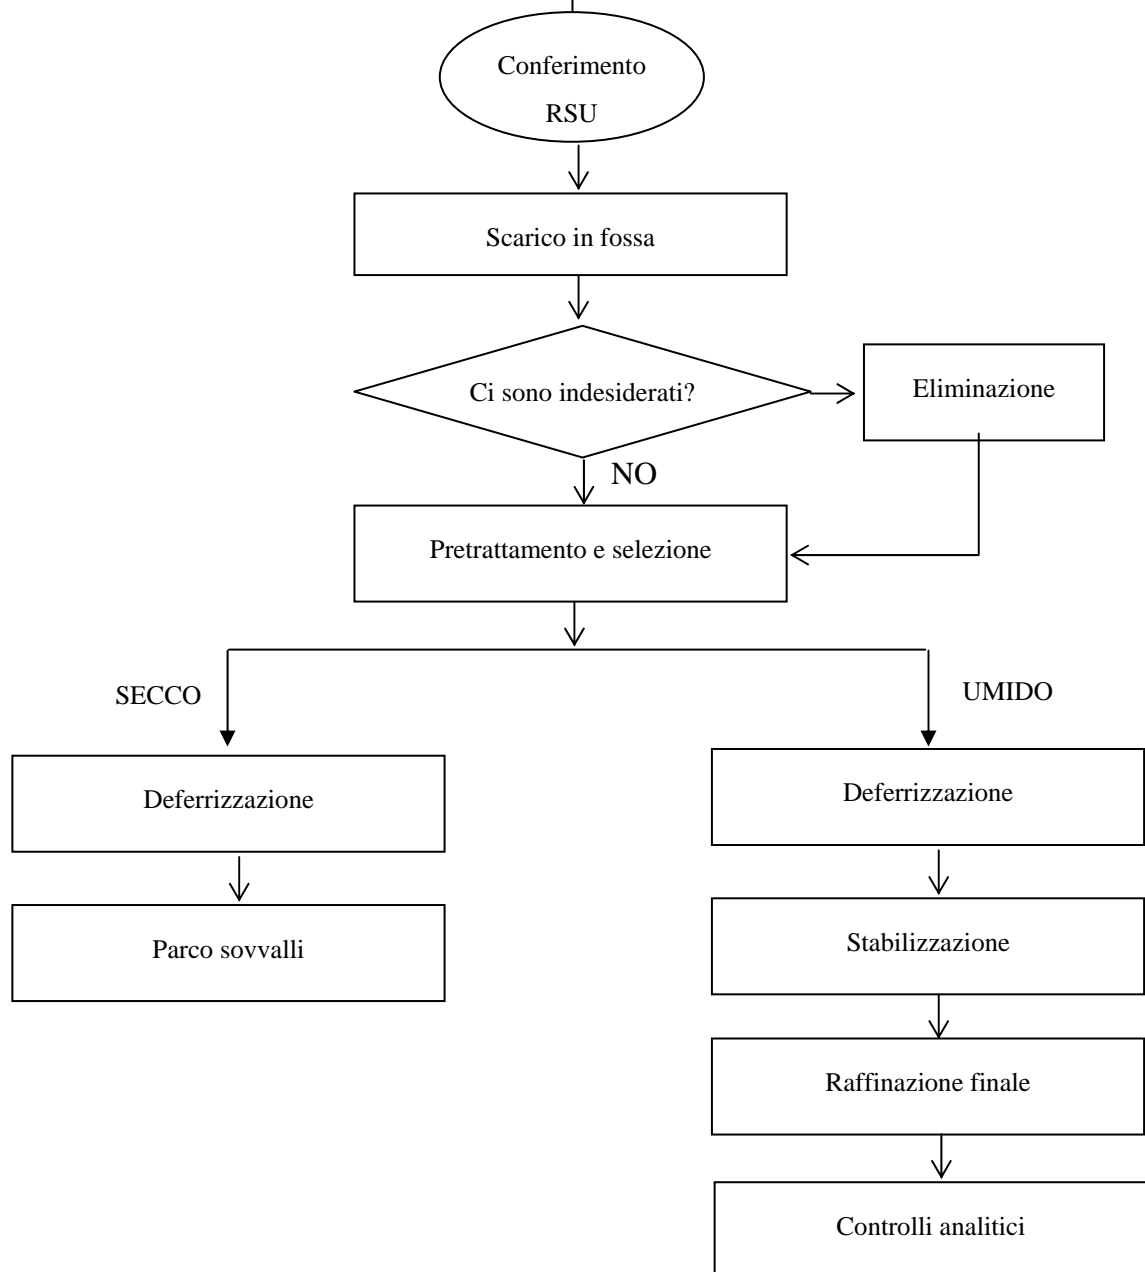 Conferimento
RSU
Scarico in fossa
Ci sono indesiderati?
Eliminazione
NO
Pretrattamento e selezione
SECCO
UMIDO
Deferrizzazione
Deferrizzazione
Parco sovvalli
Stabilizzazione
Raffinazione finale
Controlli analitici